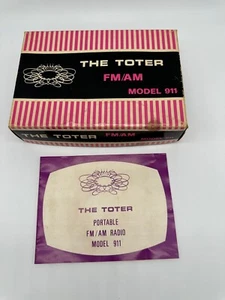 THE TOTER
FM/AM
MODEL 911
THE TOTER
FM/AM
THE TOTER
PORTABLE
FM/AM RADIO
MODEL 911